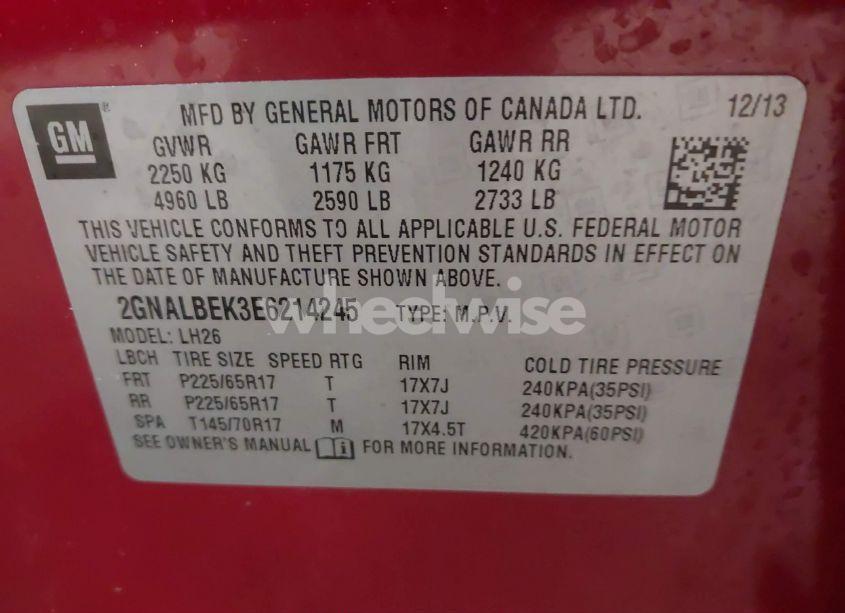 GM ®
MFD BY GENERAL MOTORS OF CANADA LTD. 12/13
GVWR GAWR FRT GAWR RR
2250 KG 1175 KG 1240 KG
4960 LB 2590 LB 2733 LB
THIS VEHICLE CONFORMS TO ALL APPLICABLE U.S. FEDERAL MOTOR
VEHICLE SAFETY AND THEFT PREVENTION STANDARDS IN EFFECT ON
THE DATE OF MANUFACTURE SHOWN ABOVE.
2GNALBEK3E6214245 TYPE: M.P.V.
wheelwise
MODEL: LH26
LBCH TIRE SIZE SPEED RTG RIM COLD TIRE PRESSURE
FRT P225/65R17 T 17X7J 240KPA(35PSI)
RR P225/65R17 T 17X7J 240KPA(35PSI)
SPA T145/70R17 M 17X4.5T 420KPA(60PSI)
SEE OWNER'S MANUAL FOR MORE INFORMATION.